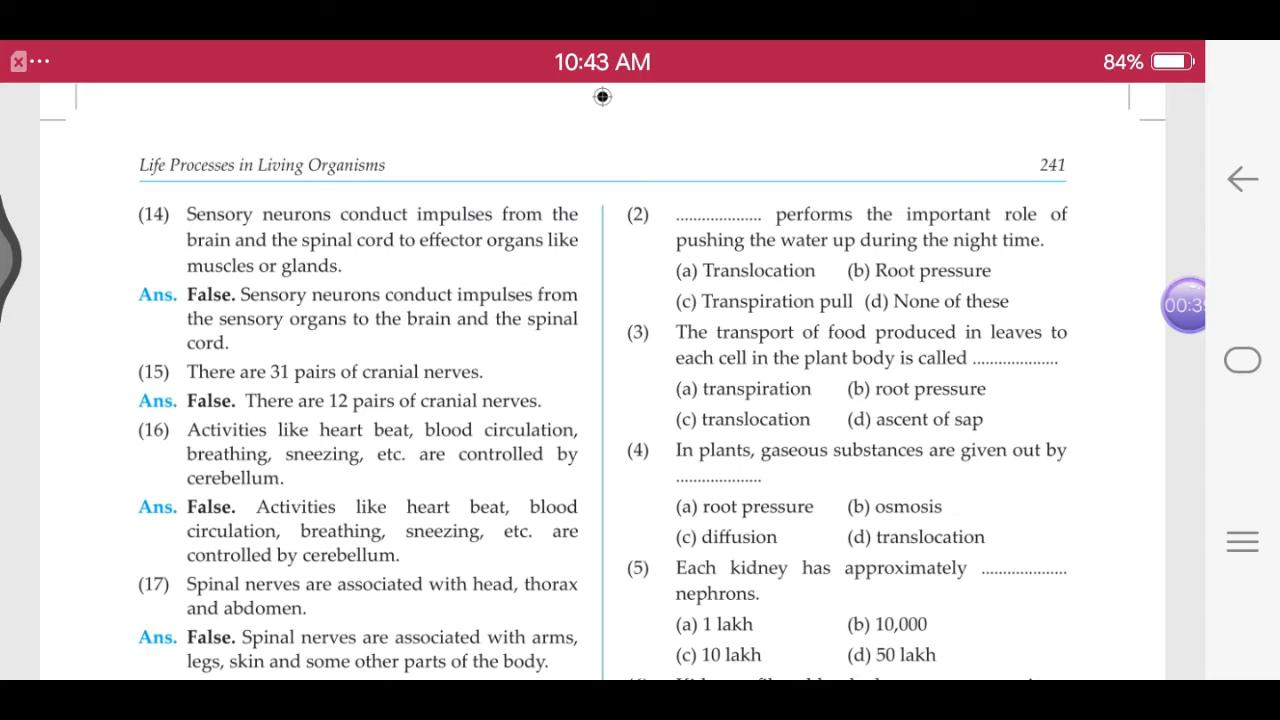 10:43 AM
84%
Life Processes in Living Organisms
241
(14) Sensory neurons conduct impulses from the
brain and the spinal cord to effector organs like
muscles or glands.
Ans. False. Sensory neurons conduct impulses from
the sensory organs to the brain and the spinal
cord.
(15) There are 31 pairs of cranial nerves.
Ans. False. There are 12 pairs of cranial nerves.
(16) Activities like heart beat, blood circulation,
breathing, sneezing, etc. are controlled by
cerebellum.
Ans. False. Activities like heart beat, blood
circulation, breathing, sneezing, etc. are
controlled by cerebellum.
(17) Spinal nerves are associated with head, thorax
and abdomen.
Ans. False. Spinal nerves are associated with arms,
legs, skin and some other parts of the body.
(2) .................... performs the important role of
pushing the water up during the night time.
(a) Translocation (b) Root pressure
(c) Transpiration pull (d) None of these
(3) The transport of food produced in leaves to
each cell in the plant body is called ....................
(a) transpiration (b) root pressure
(c) translocation (d) ascent of sap
(4) In plants, gaseous substances are given out by
....................
(a) root pressure (b) osmosis
(c) diffusion (d) translocation
(5) Each kidney has approximately ....................
nephrons.
(a) 1 lakh (b) 10,000
(c) 10 lakh (d) 50 lakh